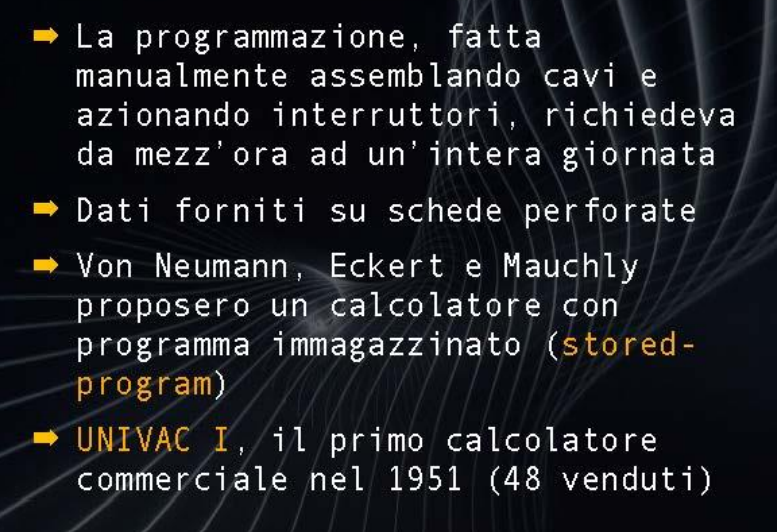 La programmazione, fatta
manualmente assemblando cavi e
azionando interruttori, richiedeva
da mezz'ora ad un'intera giornata
Dati forniti su schede perforate
Von Neumann, Eckert e Mauchly
proposero un calcolatore con
programma immagazzinato (stored-
program)
UNIVAC I, il primo calcolatore
commerciale nel 1951 (48 venduti)